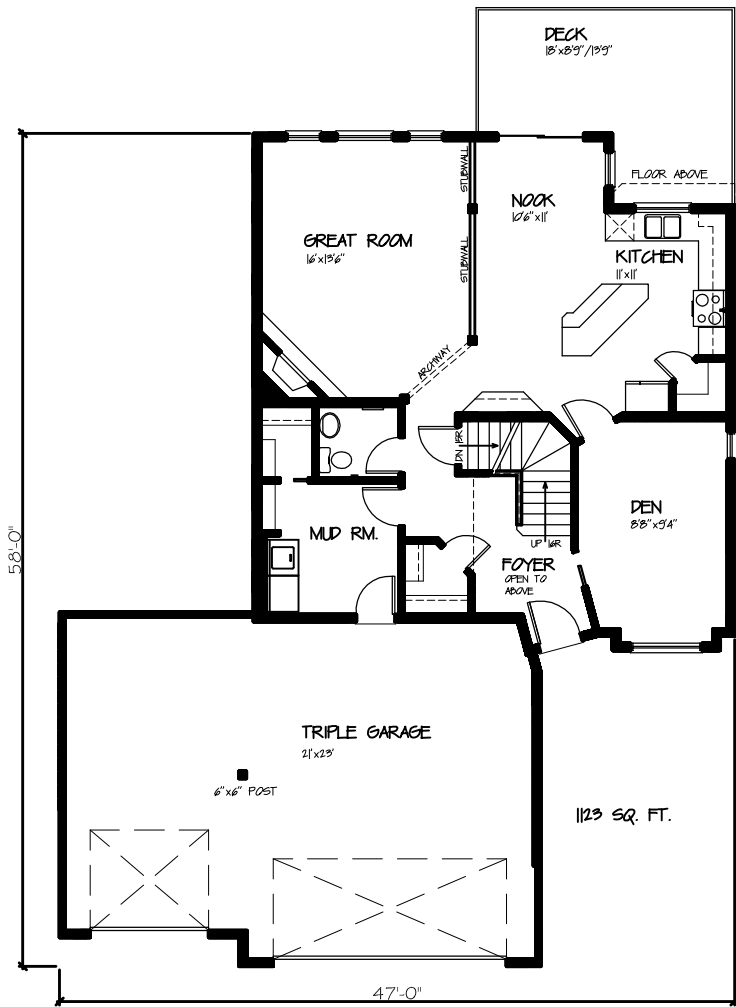 DECK
18'x8'9"/13'9"
FLOOR ABOVE
STUBWALL
NOOK
10'6"x11'
GREAT ROOM
16'x13'6"
STUBWALL
KITCHEN
11'x11'
ARCHWAY
DN 15R
MUD RM.
DEN
8'8"x9'4"
UP 16R
FOYER
OPEN TO
ABOVE
58'-0"
TRIPLE GARAGE
21'x23'
6"x6" POST
1123 SQ. FT.
47'-0"